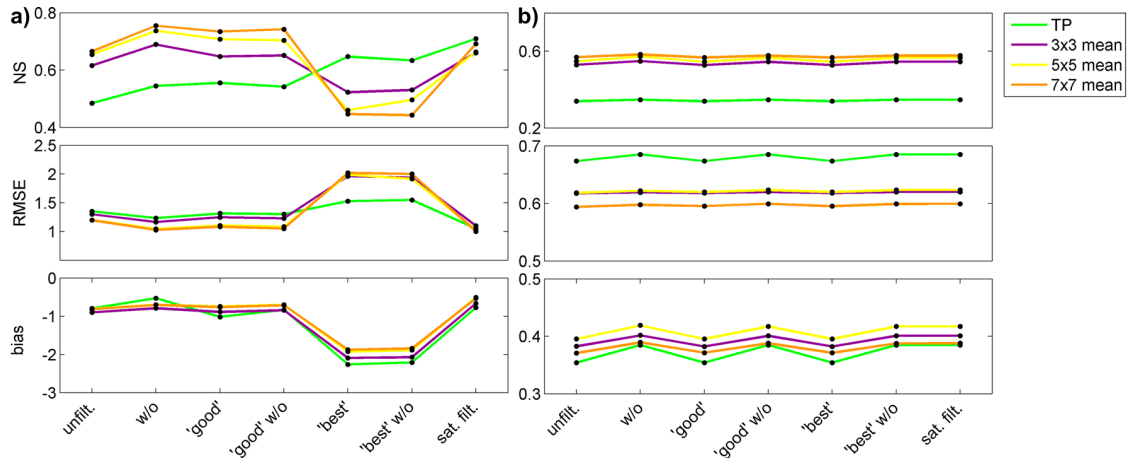 a)
0.8
0.6
0.4
NS
2.5
2
1.5
1
RMSE
0
-1
-2
-3
bias
unfilt.
w/o
'good'
'good' w/o
'best'
'best' w/o
sat. filt.
b)
0.6
0.2
0.7
0.6
0.5
0.5
0.4
0.3
unfilt.
w/o
'good'
'good' w/o
'best'
'best' w/o
sat. filt.
TP
3x3 mean
5x5 mean
7x7 mean